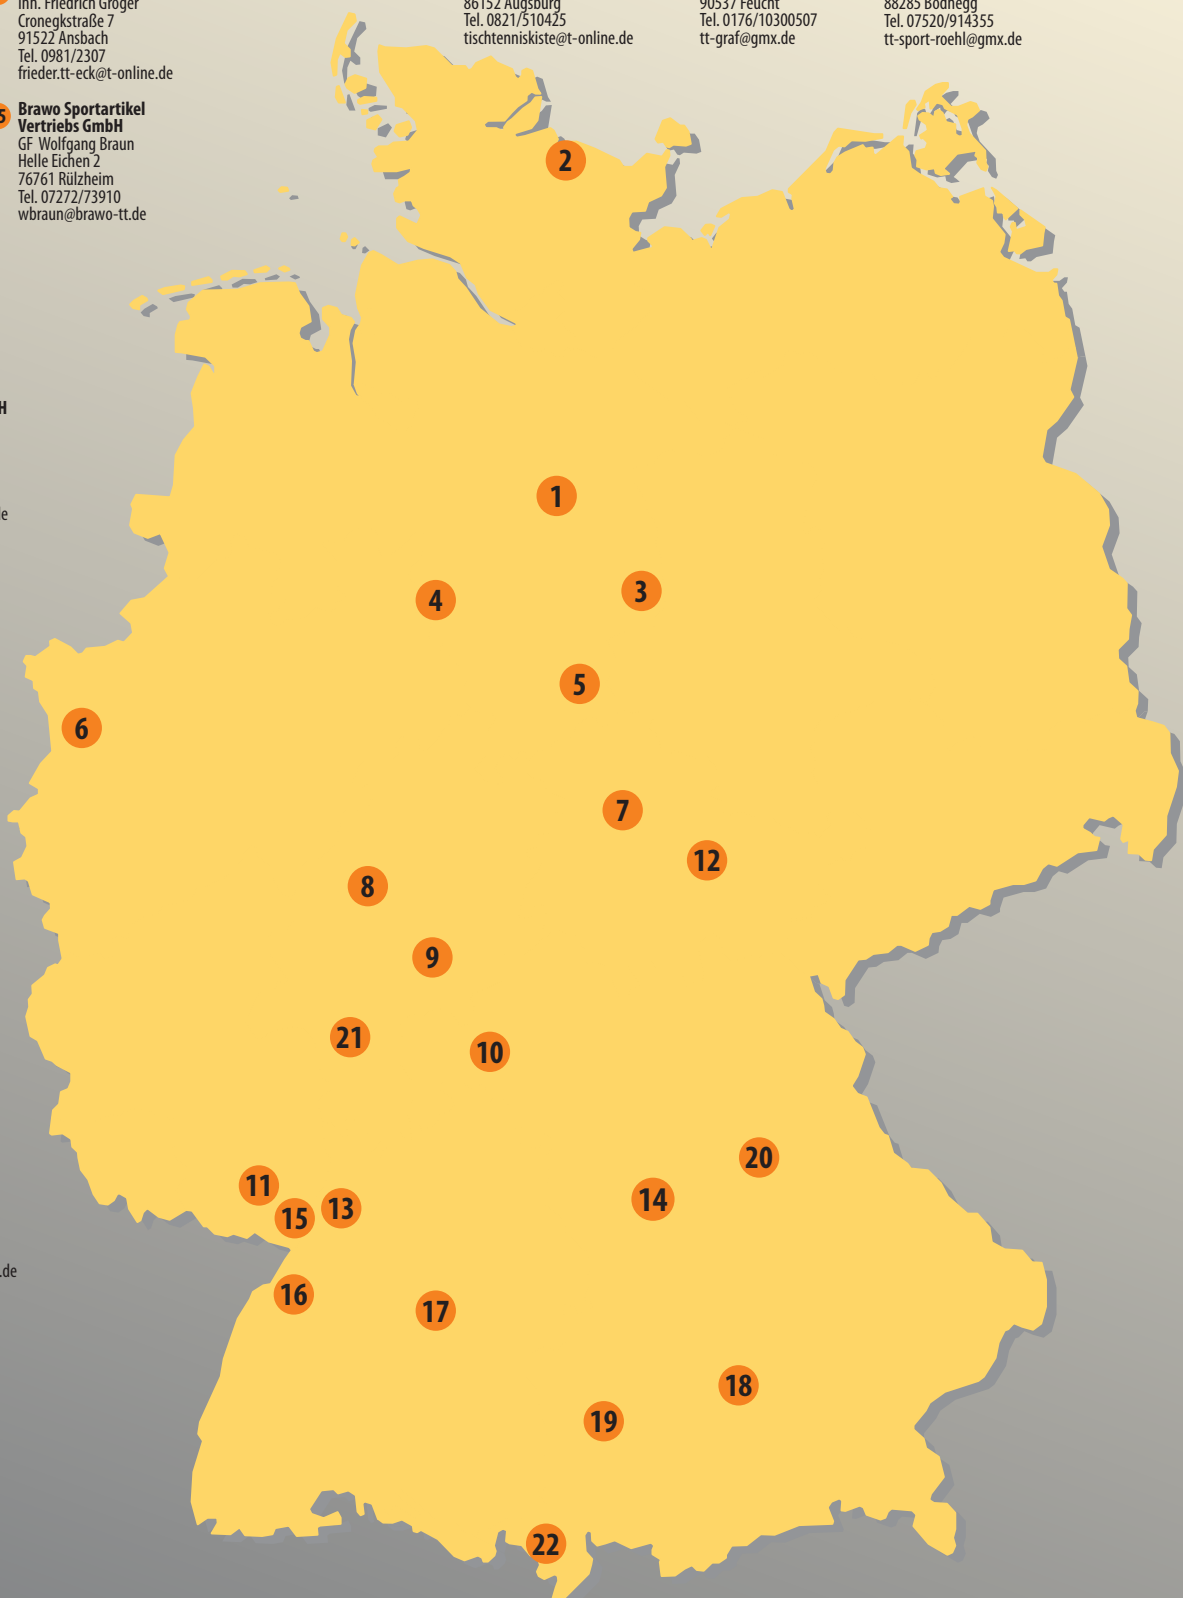 Inh. Friedrich Gröger
Cronegkstraße 7
91522 Ansbach
Tel. 0981/2307
frieder.tt-eck@t-online.de
5
Brawo Sportartikel
Vertriebs GmbH
GF Wolfgang Braun
Helle Eichen 2
76761 Rülzheim
Tel. 07272/73910
wbraun@brawo-tt.de
86152 Augsburg
Tel. 0821/510425
tischtenniskiste@t-online.de
90537 Feucht
Tel. 0176/10300507
tt-graf@gmx.de
88285 Bodnegg
Tel. 07520/914355
tt-sport-roehl@gmx.de
H
.de
2
1
3
4
5
6
7
12
8
9
21
10
20
11
14
13
15
16
17
18
19
22